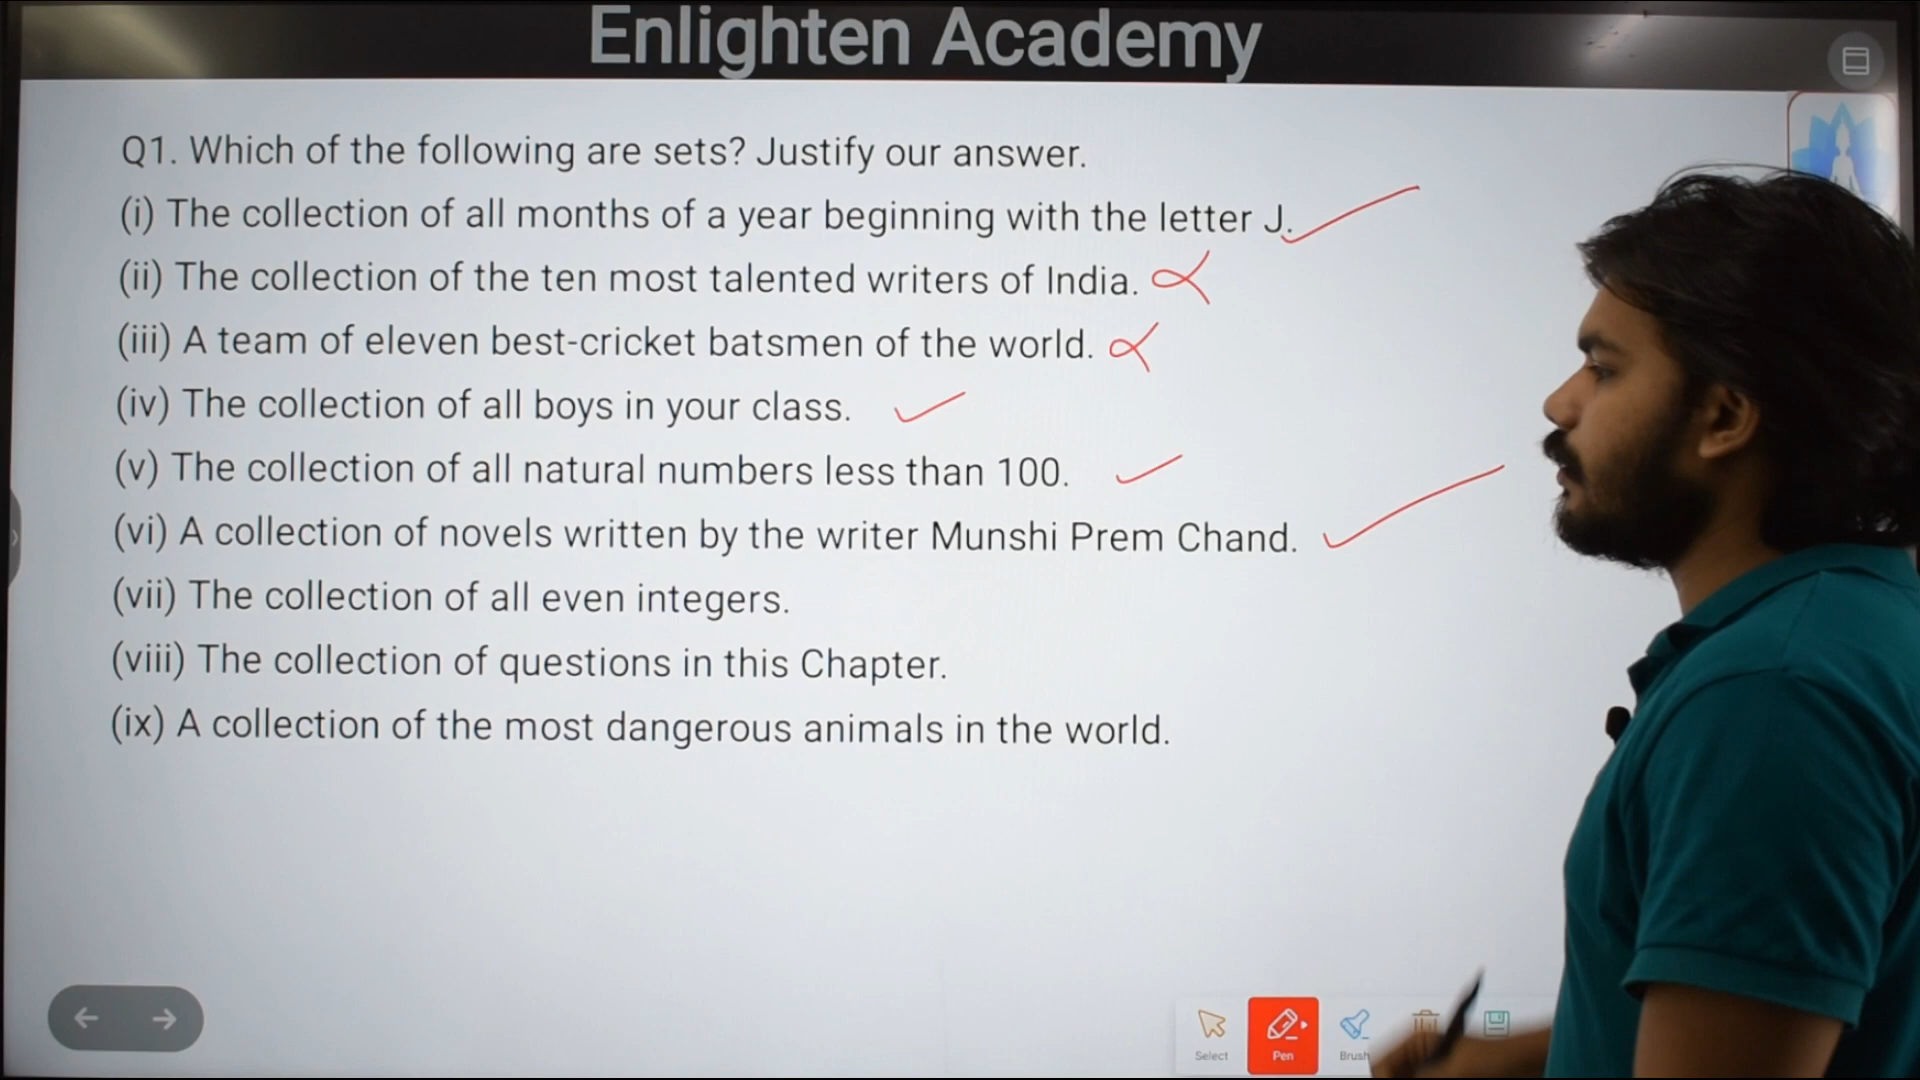 Enlighten Academy
Q1. Which of the following are sets? Justify our answer.
(i) The collection of all months of a year beginning with the letter J.
(ii) The collection of the ten most talented writers of India.
(iii) A team of eleven best-cricket batsmen of the world.
(iv) The collection of all boys in your class.
(v) The collection of all natural numbers less than 100.
(vi) A collection of novels written by the writer Munshi Prem Chand.
(vii) The collection of all even integers.
(viii) The collection of questions in this Chapter.
(ix) A collection of the most dangerous animals in the world.
Select Pen Brush